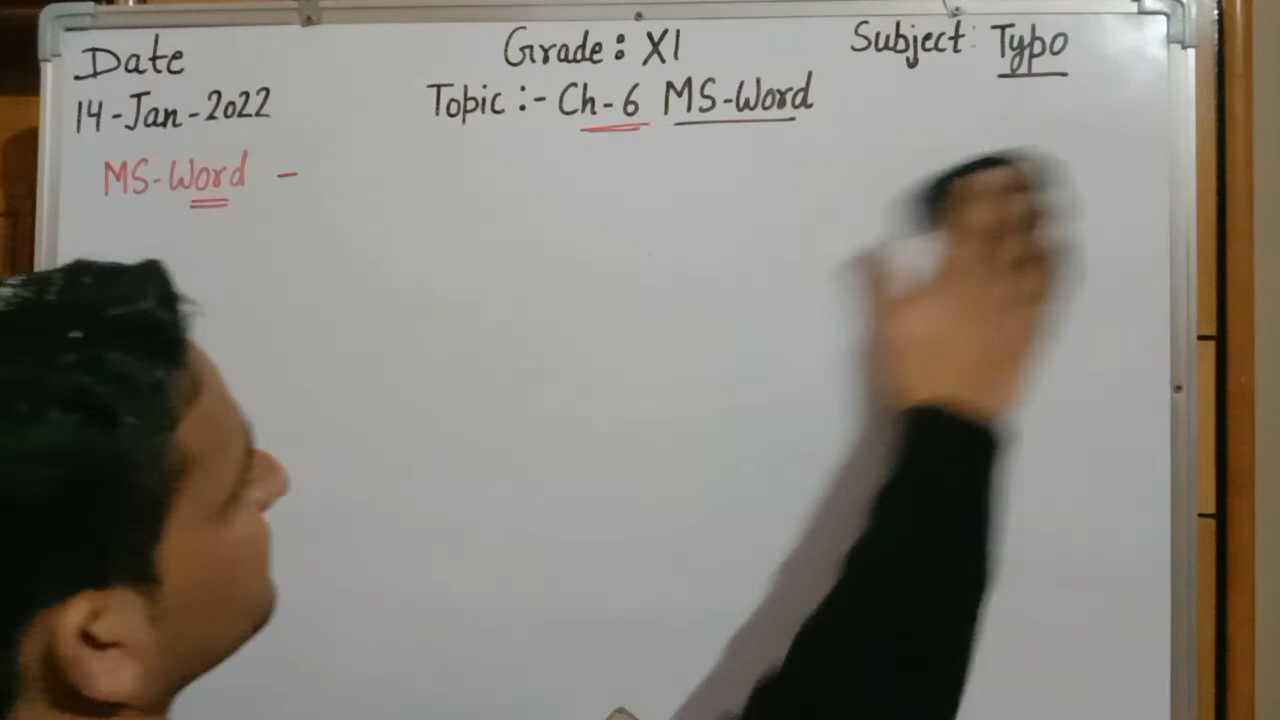 Date
14-Jan-2022
Grade: XI
Topic :- Ch-6 MS-Word
Subject: Typo
MS-Word -